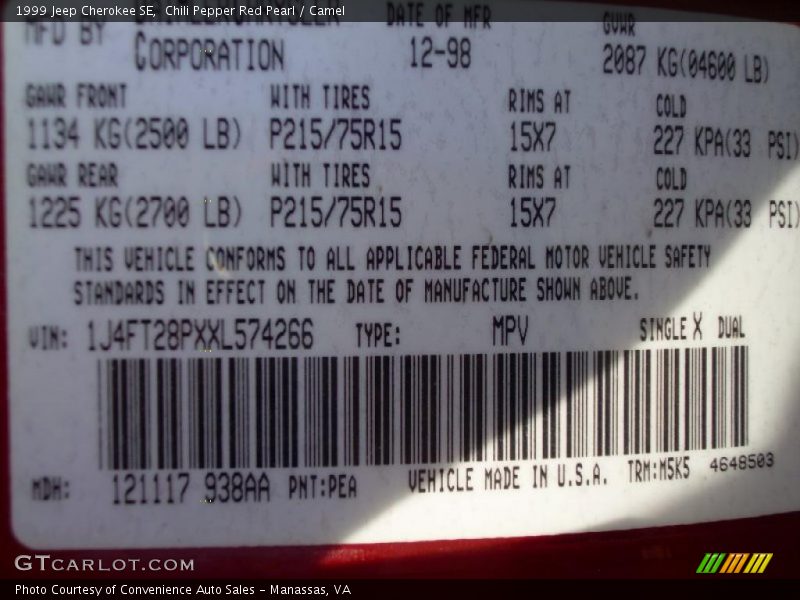 1999 Jeep Cherokee SE, Chili Pepper Red Pearl / Camel
MFD BY DATE OF MFR GVWR
CORPORATION 12-98 2087 KG(04600 LB)
GAWR FRONT WITH TIRES RIMS AT COLD
1134 KG(2500 LB) P215/75R15 15X7 227 KPA(33 PSI)
GAWR REAR WITH TIRES RIMS AT COLD
1225 KG(2700 LB) P215/75R15 15X7 227 KPA(33 PSI)
THIS VEHICLE CONFORMS TO ALL APPLICABLE FEDERAL MOTOR VEHICLE SAFETY
STANDARDS IN EFFECT ON THE DATE OF MANUFACTURE SHOWN ABOVE.
VIN: 1J4FT28PXXL574266 TYPE: MPV SINGLE X DUAL
MDH: 121117 938AA PNT:PEA VEHICLE MADE IN U.S.A. TRM:M5K5 4648503
GTCARLOT.COM
Photo Courtesy of Convenience Auto Sales - Manassas, VA